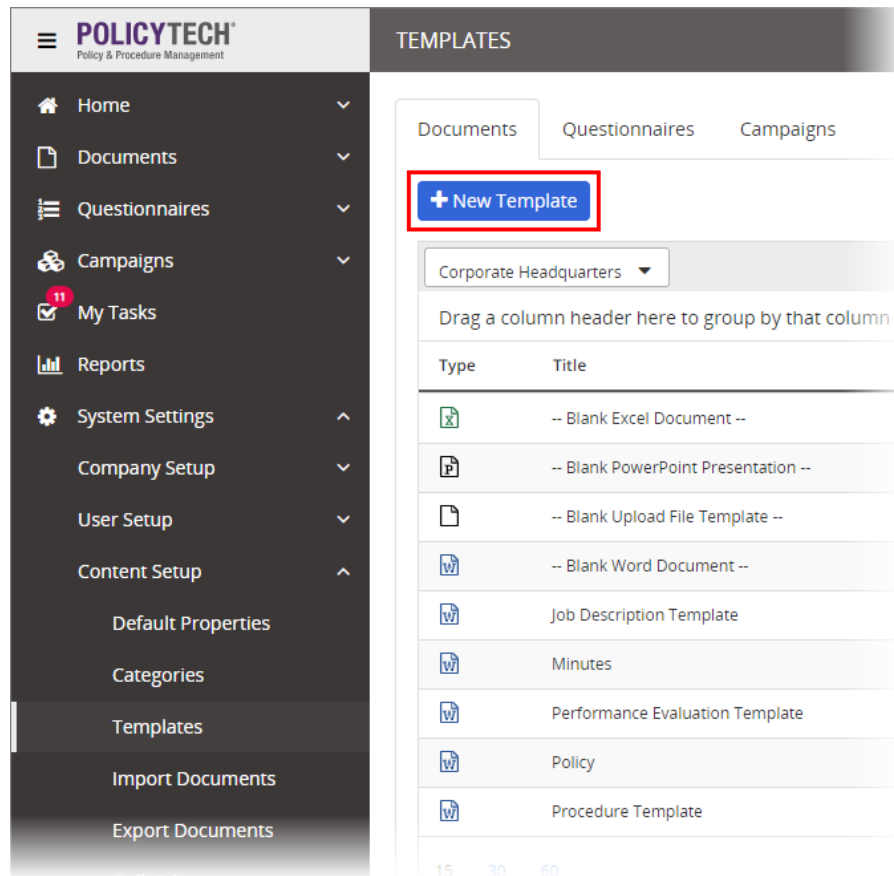 POLICYTECH®
Policy & Procedure Management
Home
Documents
Questionnaires
Campaigns
11
My Tasks
Reports
System Settings
Company Setup
User Setup
Content Setup
Default Properties
Categories
Templates
Import Documents
Export Documents
TEMPLATES
Documents Questionnaires Campaigns
+ New Template
Corporate Headquarters
Drag a column header here to group by that column
Type Title
-- Blank Excel Document --
-- Blank PowerPoint Presentation --
-- Blank Upload File Template --
-- Blank Word Document --
Job Description Template
Minutes
Performance Evaluation Template
Policy
Procedure Template
15 30 60